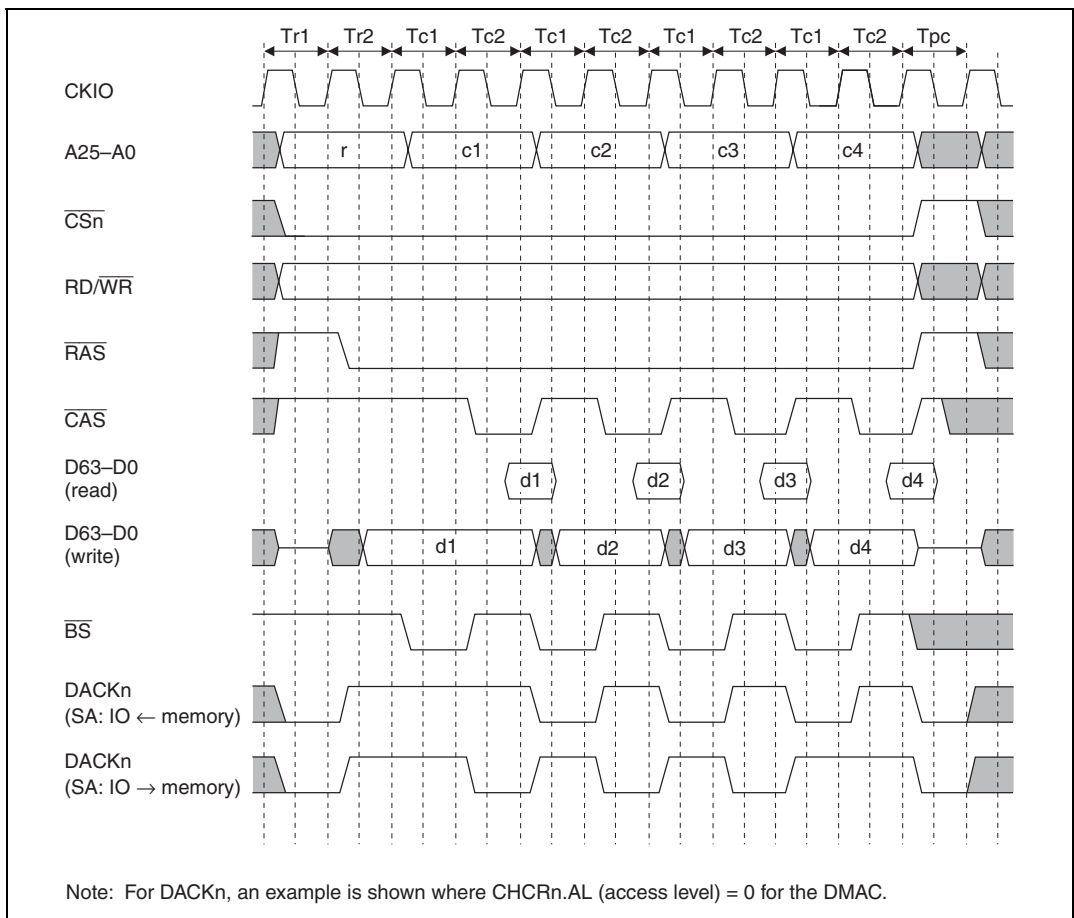 Tr1 Tr2 Tc1 Tc2 Tc1 Tc2 Tc1 Tc2 Tc1 Tc2 Tpc
CKIO
A25–A0 r c1 c2 c3 c4
CSn
RD/WR
RAS
CAS
D63–D0
(read) d1 d2 d3 d4
D63–D0
(write) d1 d2 d3 d4
BS
DACKn
(SA: IO ← memory)
DACKn
(SA: IO → memory)
Note: For DACKn, an example is shown where CHCRn.AL (access level) = 0 for the DMAC.